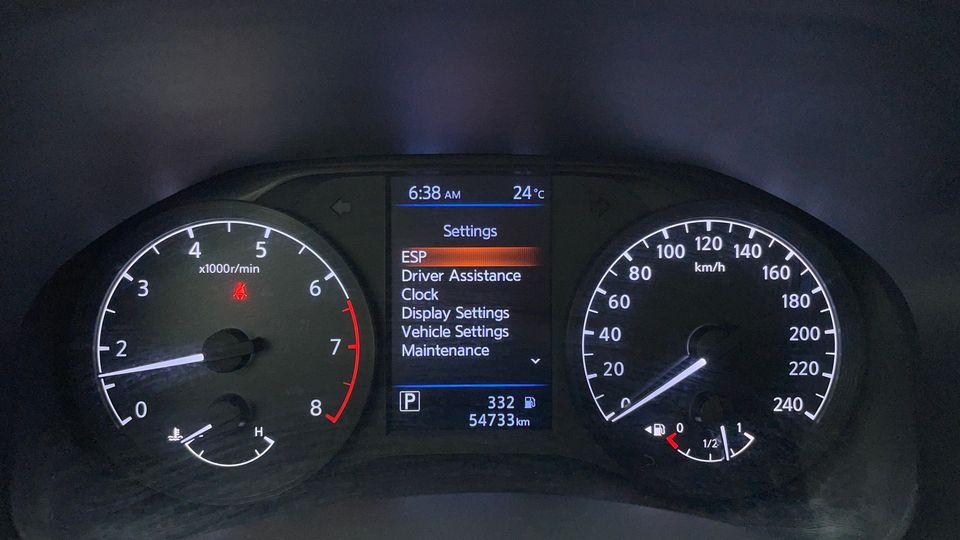 6:38 AM 24°C
Settings
ESP
Driver Assistance
Clock
Display Settings
Vehicle Settings
Maintenance
P 332
54733km
0 2 3 4 5 6 7 8
x1000r/min
H
0 20 40 60 80 100 120 140 160 180 200 220 240
km/h
0 1/2 1